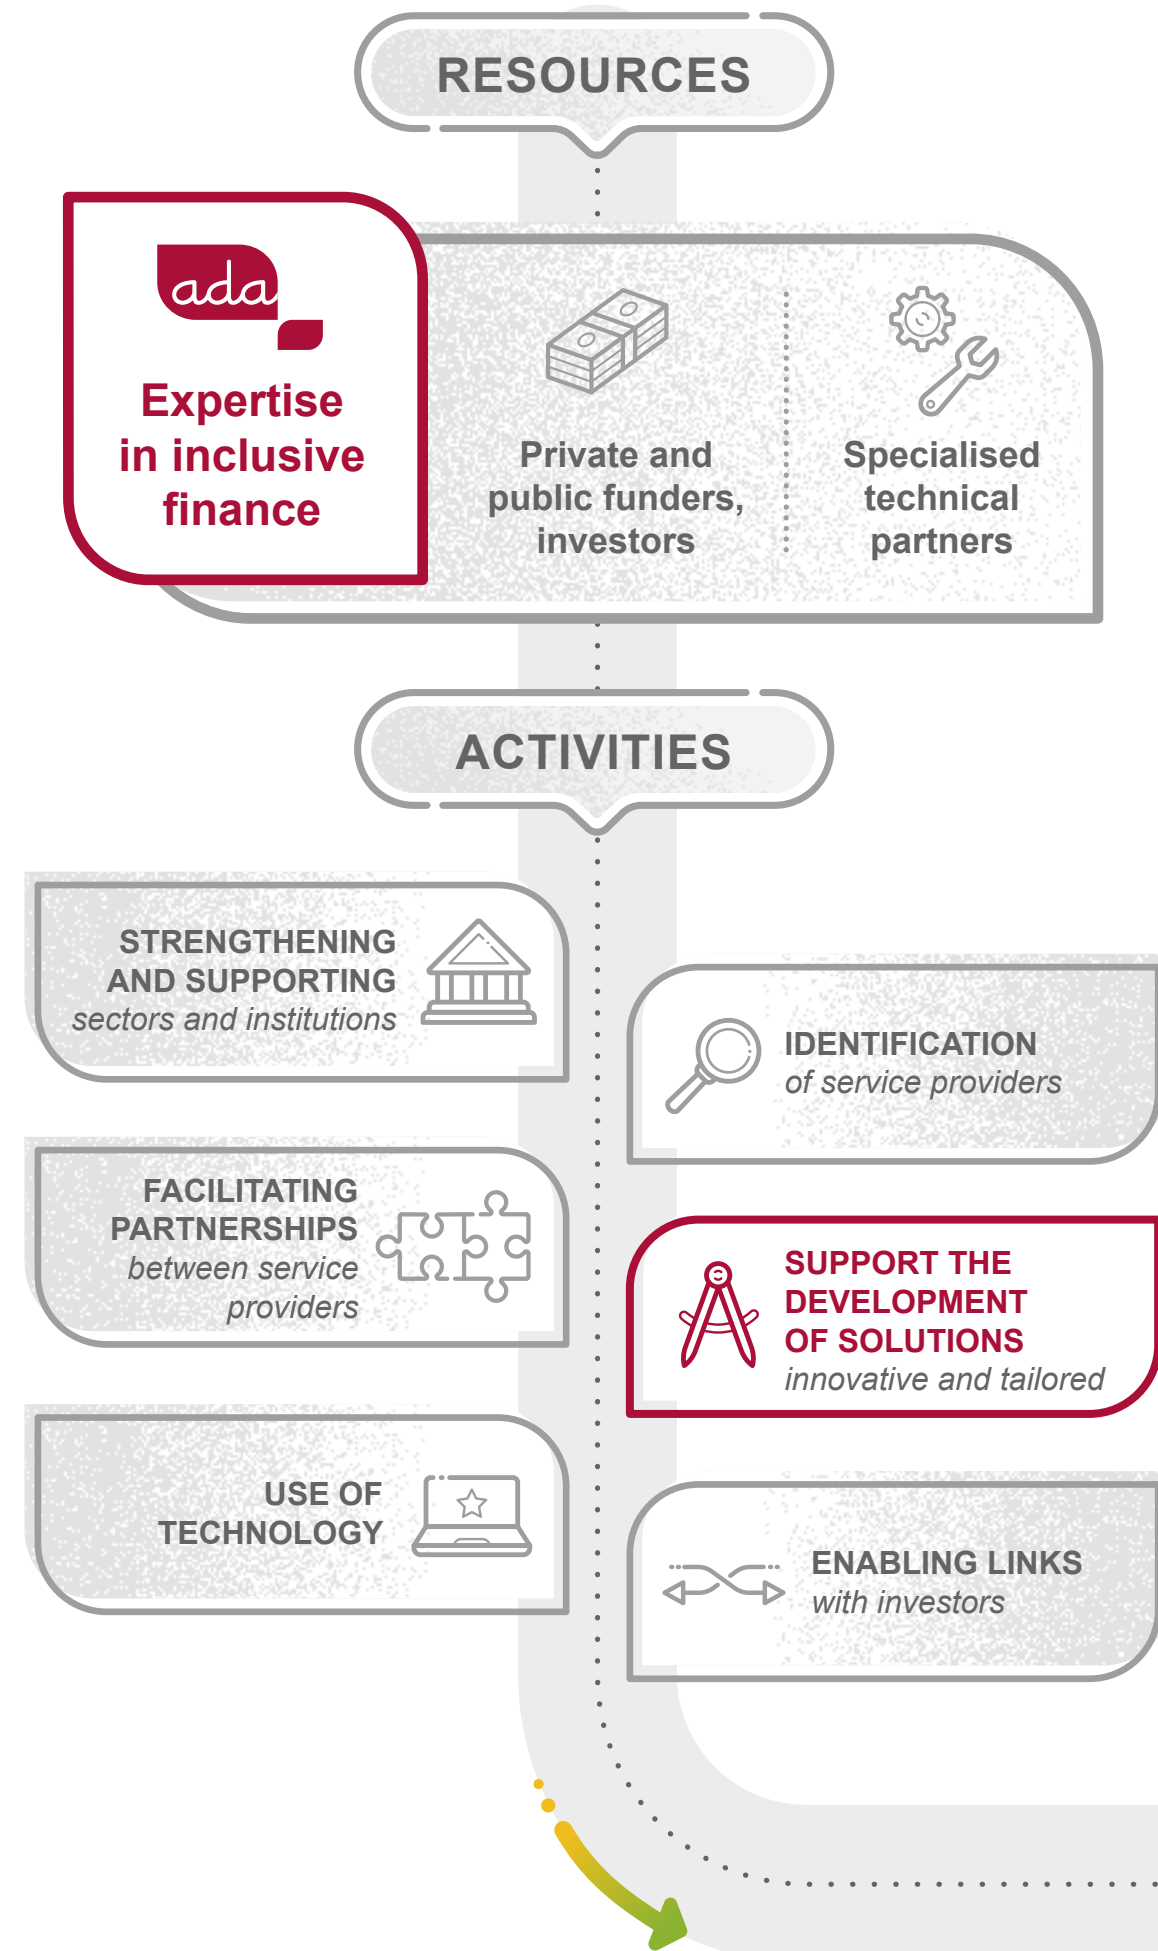 RESOURCES
ada
Expertise
in inclusive
finance
Private and
public funders,
investors
Specialised
technical
partners
ACTIVITIES
STRENGTHENING
AND SUPPORTING
sectors and institutions
IDENTIFICATION
of service providers
FACILITATING
PARTNERSHIPS
between service
providers
SUPPORT THE
DEVELOPMENT
OF SOLUTIONS
innovative and tailored
USE OF
TECHNOLOGY
ENABLING LINKS
with investors